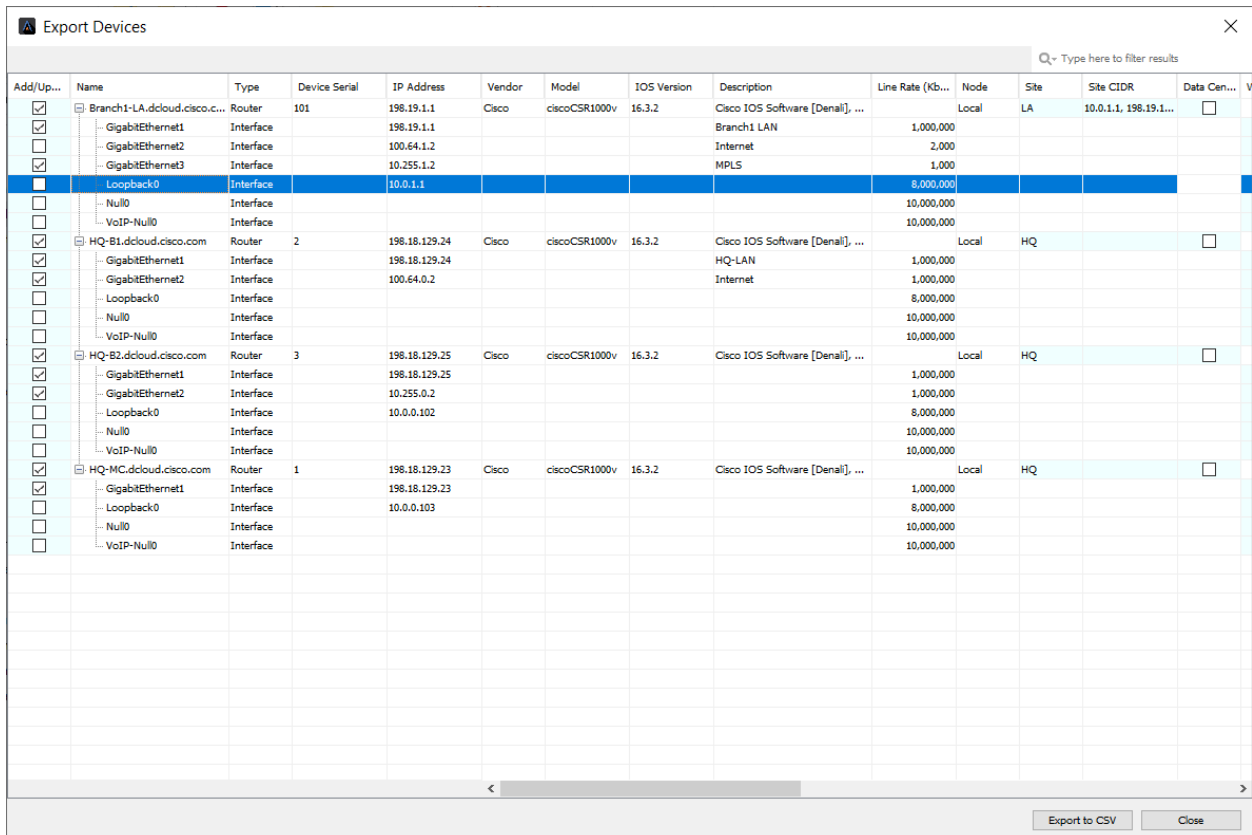 Export Devices
Type here to filter results
Add/Up... Name Type Device Serial IP Address Vendor Model IOS Version Description Line Rate (Kb... Node Site Site CIDR Data Cen...
Branch1-LA.dcloud.cisco.c... Router 101 198.19.1.1 Cisco ciscoCSR1000v 16.3.2 Cisco IOS Software [Denali], ... Local LA 10.0.1.1, 198.19.1...
GigabitEthernet1 Interface 198.19.1.1 Branch1 LAN 1,000,000
GigabitEthernet2 Interface 100.64.1.2 Internet 2,000
GigabitEthernet3 Interface 10.255.1.2 MPLS 1,000
Loopback0 Interface 10.0.1.1 8,000,000
Null0 Interface 10,000,000
VoIP-Null0 Interface 10,000,000
HQ-B1.dcloud.cisco.com Router 2 198.18.129.24 Cisco ciscoCSR1000v 16.3.2 Cisco IOS Software [Denali], ... Local HQ
GigabitEthernet1 Interface 198.18.129.24 HQ-LAN 1,000,000
GigabitEthernet2 Interface 100.64.0.2 Internet 1,000,000
Loopback0 Interface 8,000,000
Null0 Interface 10,000,000
VoIP-Null0 Interface 10,000,000
HQ-B2.dcloud.cisco.com Router 3 198.18.129.25 Cisco ciscoCSR1000v 16.3.2 Cisco IOS Software [Denali], ... Local HQ
GigabitEthernet1 Interface 198.18.129.25 1,000,000
GigabitEthernet2 Interface 10.255.0.2 1,000,000
Loopback0 Interface 10.0.0.102 8,000,000
Null0 Interface 10,000,000
VoIP-Null0 Interface 10,000,000
HQ-MC.dcloud.cisco.com Router 1 198.18.129.23 Cisco ciscoCSR1000v 16.3.2 Cisco IOS Software [Denali], ... Local HQ
GigabitEthernet1 Interface 198.18.129.23 1,000,000
Loopback0 Interface 10.0.0.103 8,000,000
Null0 Interface 10,000,000
VoIP-Null0 Interface 10,000,000
Export to CSV Close